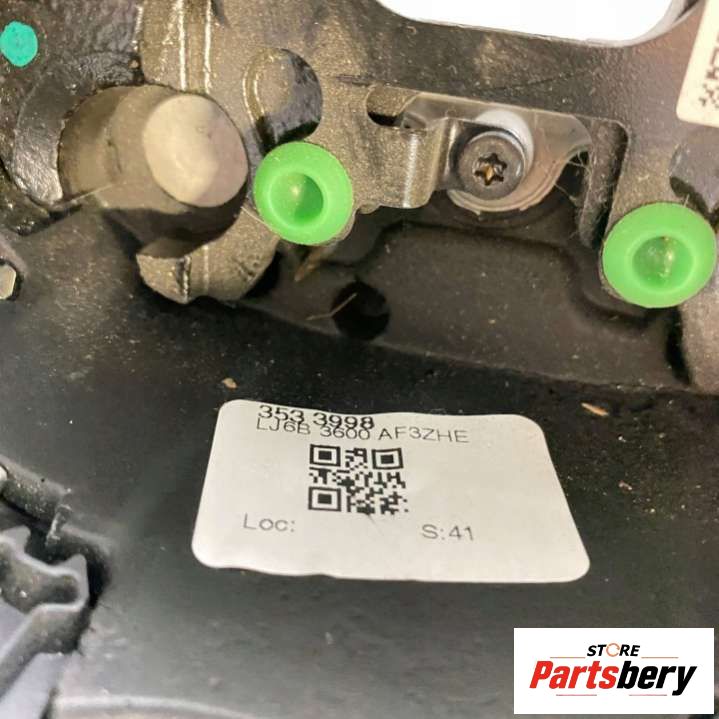 353 3998
LJ6B 3600 AF3ZHE
Loc:
S:41
STORE
Partsbery